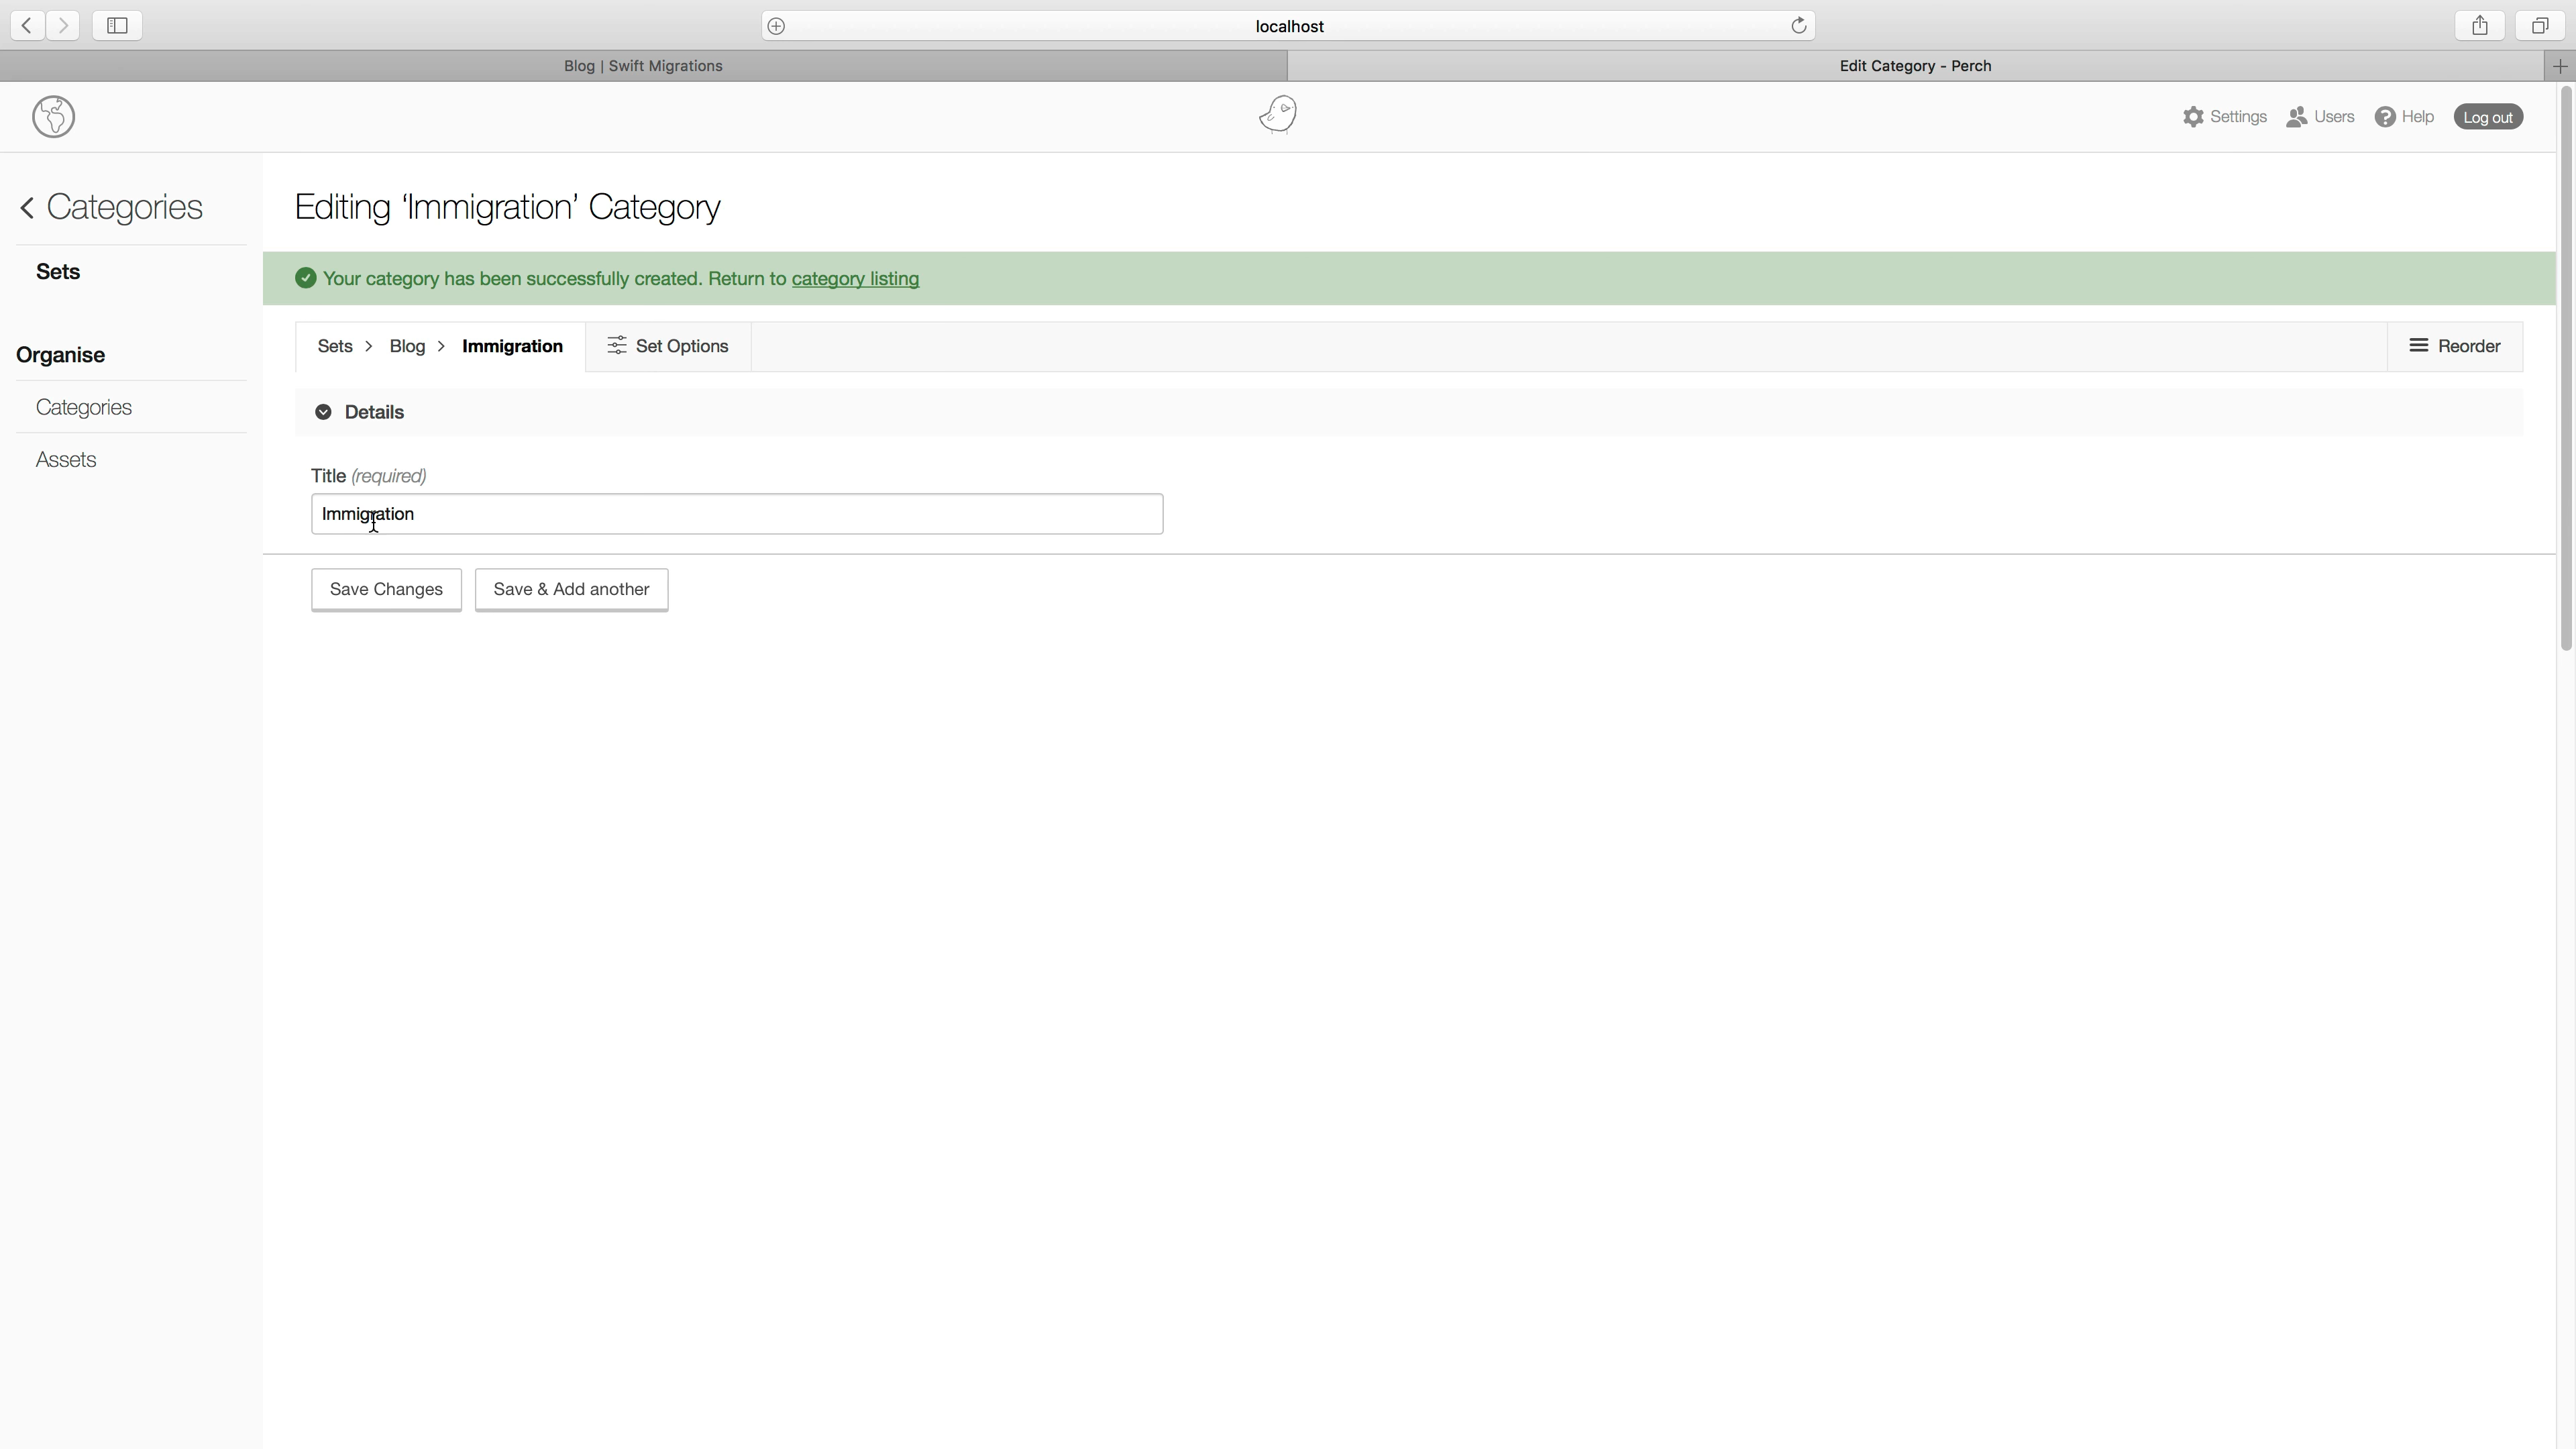 localhost
Blog | Swift Migrations
Edit Category - Perch
Settings
Users
Help
Log out
Categories
Sets
Organise
Categories
Assets
Editing ‘Immigration’ Category
Your category has been successfully created. Return to category listing
Sets > Blog > Immigration
Set Options
Reorder
Details
Title (required)
Immigration
Save Changes
Save & Add another